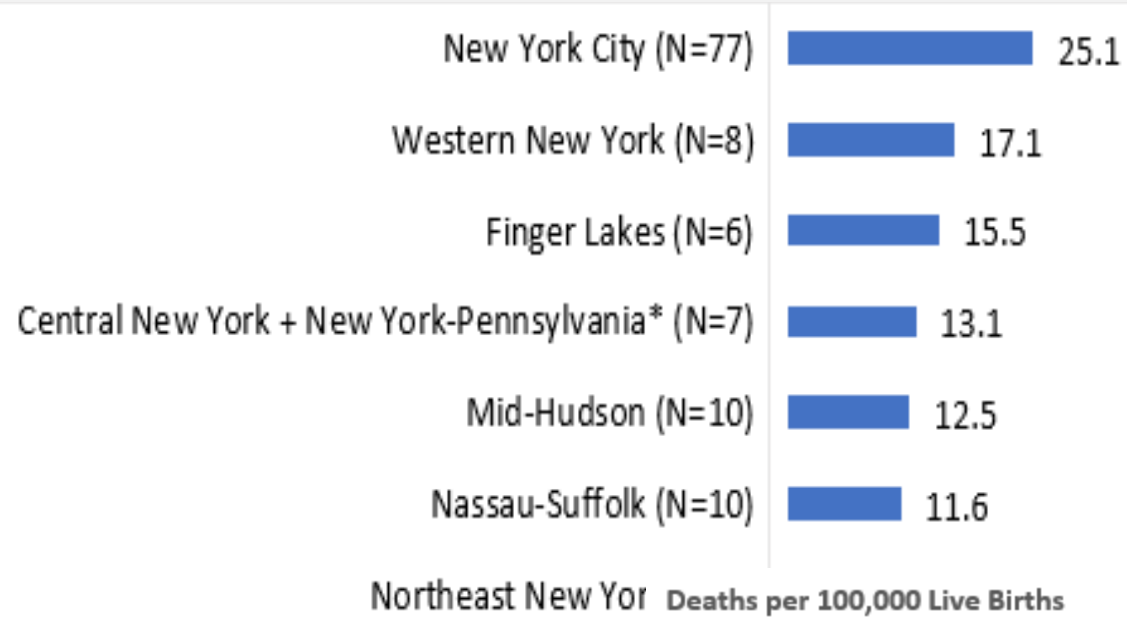 New York City (N=77) 25.1
Western New York (N=8) 17.1
Finger Lakes (N=6) 15.5
Central New York + New York-Pennsylvania* (N=7) 13.1
Mid-Hudson (N=10) 12.5
Nassau-Suffolk (N=10) 11.6
Northeast New Yor Deaths per 100,000 Live Births